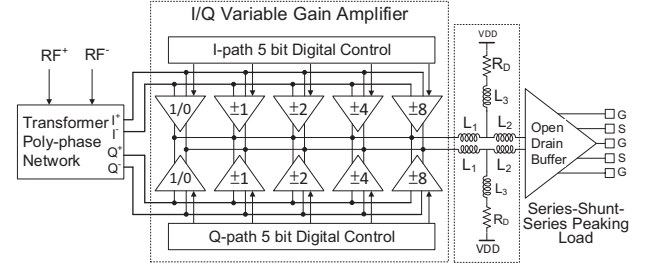 I/Q Variable Gain Amplifier
I-path 5 bit Digital Control
RF+ RF-
Transformer
Poly-phase
Network
I+
I-
Q+
Q-
1/0 ±1 ±2 ±4 ±8
1/0 ±1 ±2 ±4 ±8
Q-path 5 bit Digital Control
VDD
RD
L3
L1 L2
L1 L2
L3
RD
VDD
Open
Drain
Buffer
G
S
G
S
G
Series-Shunt-
Series Peaking
Load